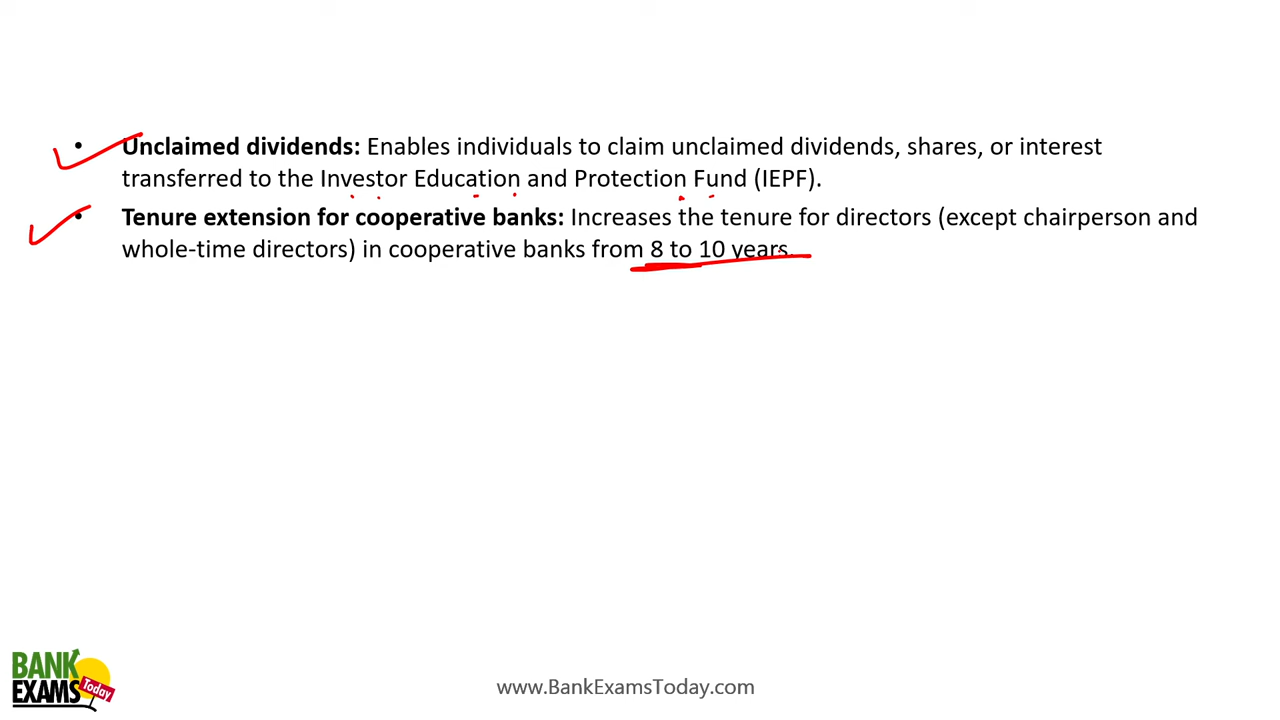 • Unclaimed dividends: Enables individuals to claim unclaimed dividends, shares, or interest
transferred to the Investor Education and Protection Fund (IEPF).
• Tenure extension for cooperative banks: Increases the tenure for directors (except chairperson and
whole-time directors) in cooperative banks from 8 to 10 years.
BANK
EXAMS
Today
www.BankExamsToday.com